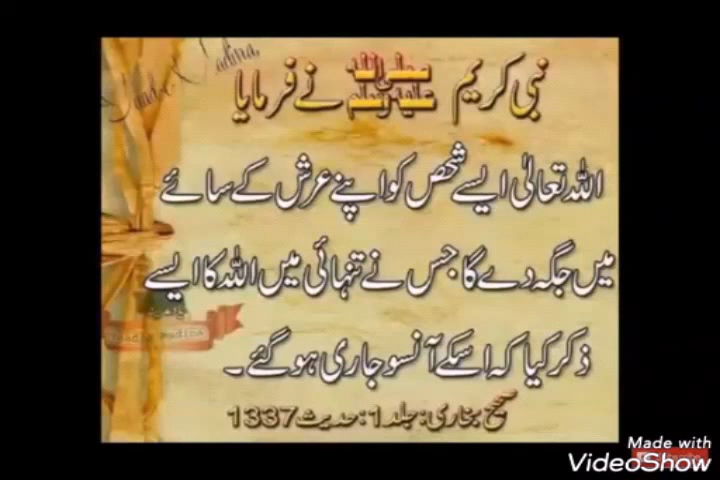 نبی کریم صلی اللہ علیہ وسلم نے فرمایا
اللہ تعالیٰ ایسے شخص کو اپنے عرش کے سائے
میں جگہ دے گا جس نے تنہائی میں اللہ کا ایسے
ذکر کیا کہ اسکے آنسو جاری ہو گئے ۔
صحیح بخاری: جلد 1: حدیث 1337
Made with
VideoShow